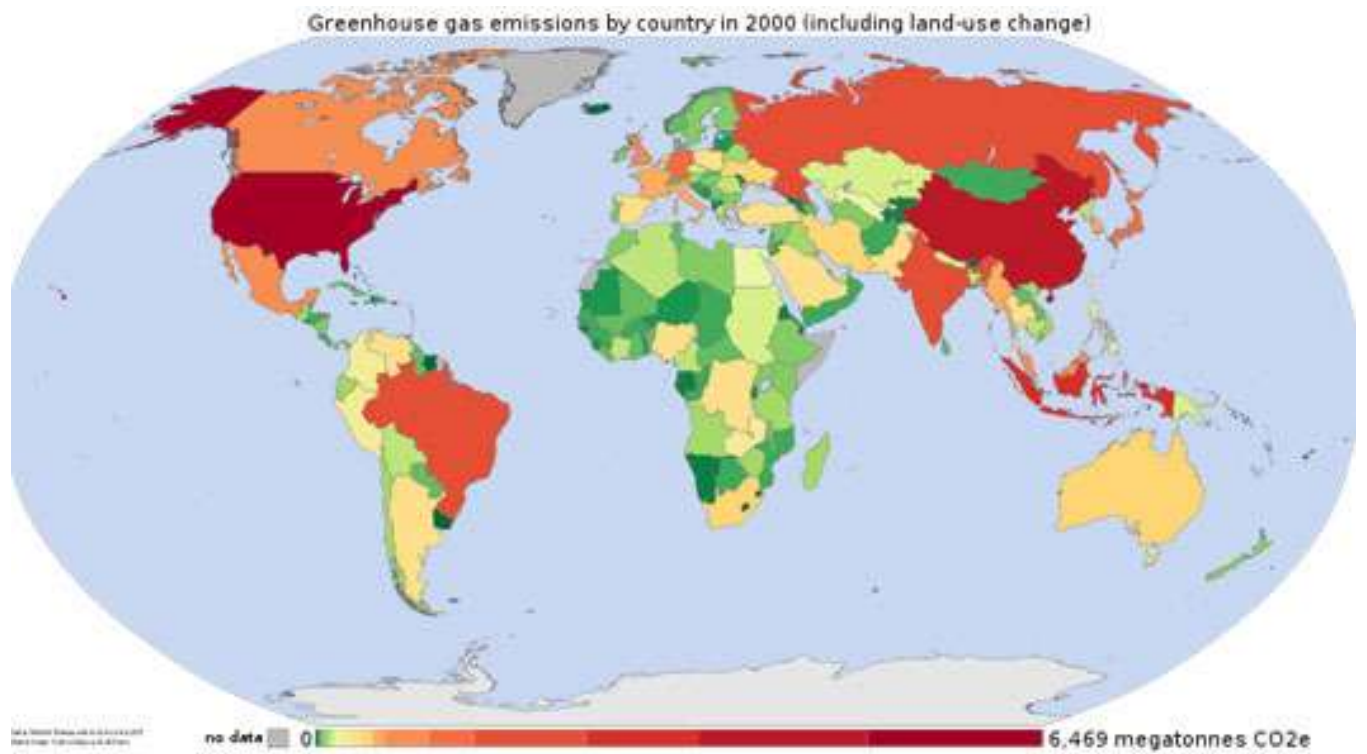 Greenhouse gas emissions by country in 2000 (including land-use change)
no data 0 6,469 megatonnes CO2e